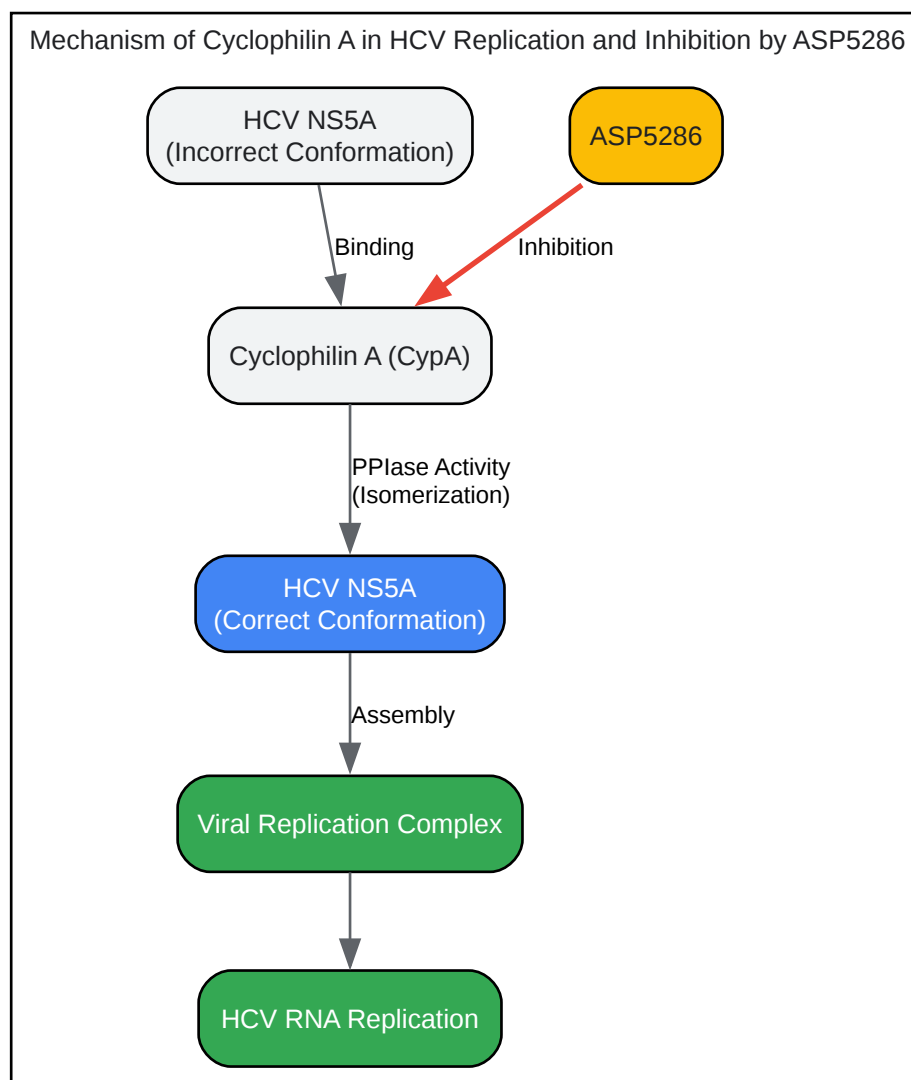 Mechanism of Cyclophilin A in HCV Replication and Inhibition by ASP5286
HCV NS5A
(Incorrect Conformation)
ASP5286
Binding
Inhibition
Cyclophilin A (CypA)
PPIase Activity
(Isomerization)
HCV NS5A
(Correct Conformation)
Assembly
Viral Replication Complex
HCV RNA Replication